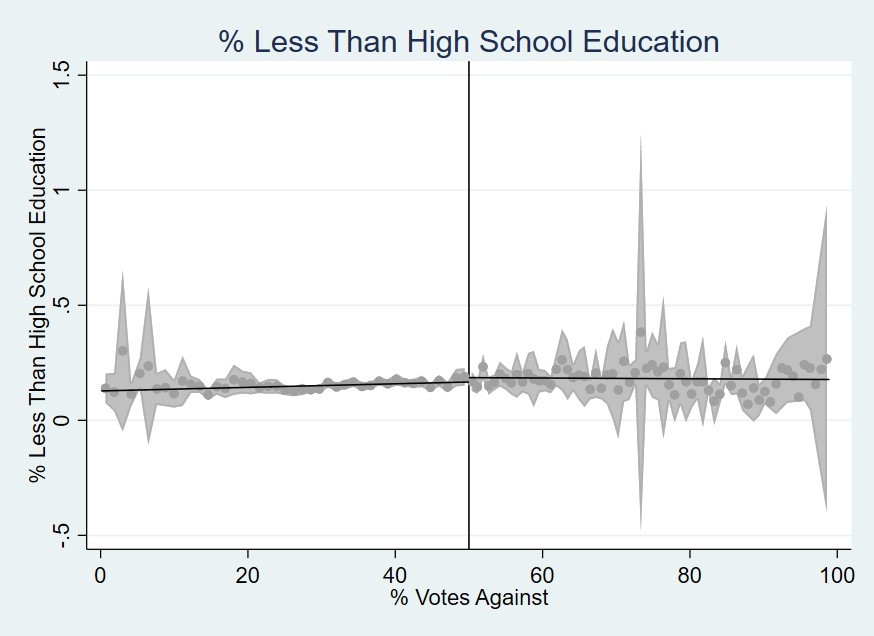 % Less Than High School Education
% Less Than High School Education
1.5
1
.5
0
-.5
0 20 40 60 80 100
% Votes Against